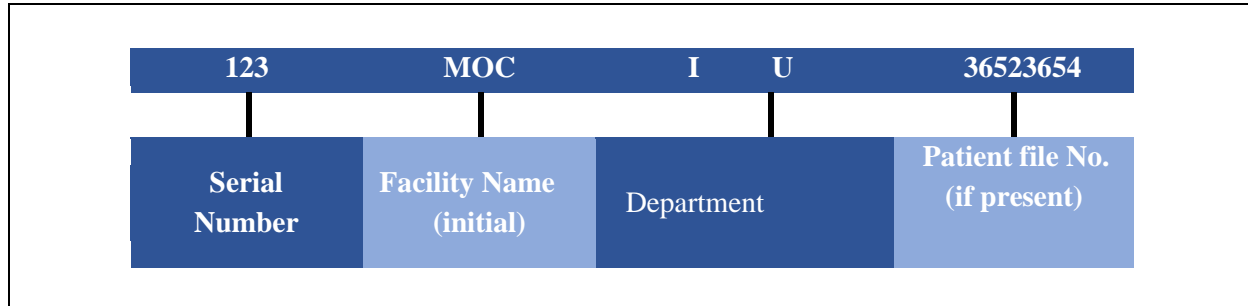 123 MOC I U 36523654
Serial Number
Facility Name (initial)
Department
Patient file No. (if present)